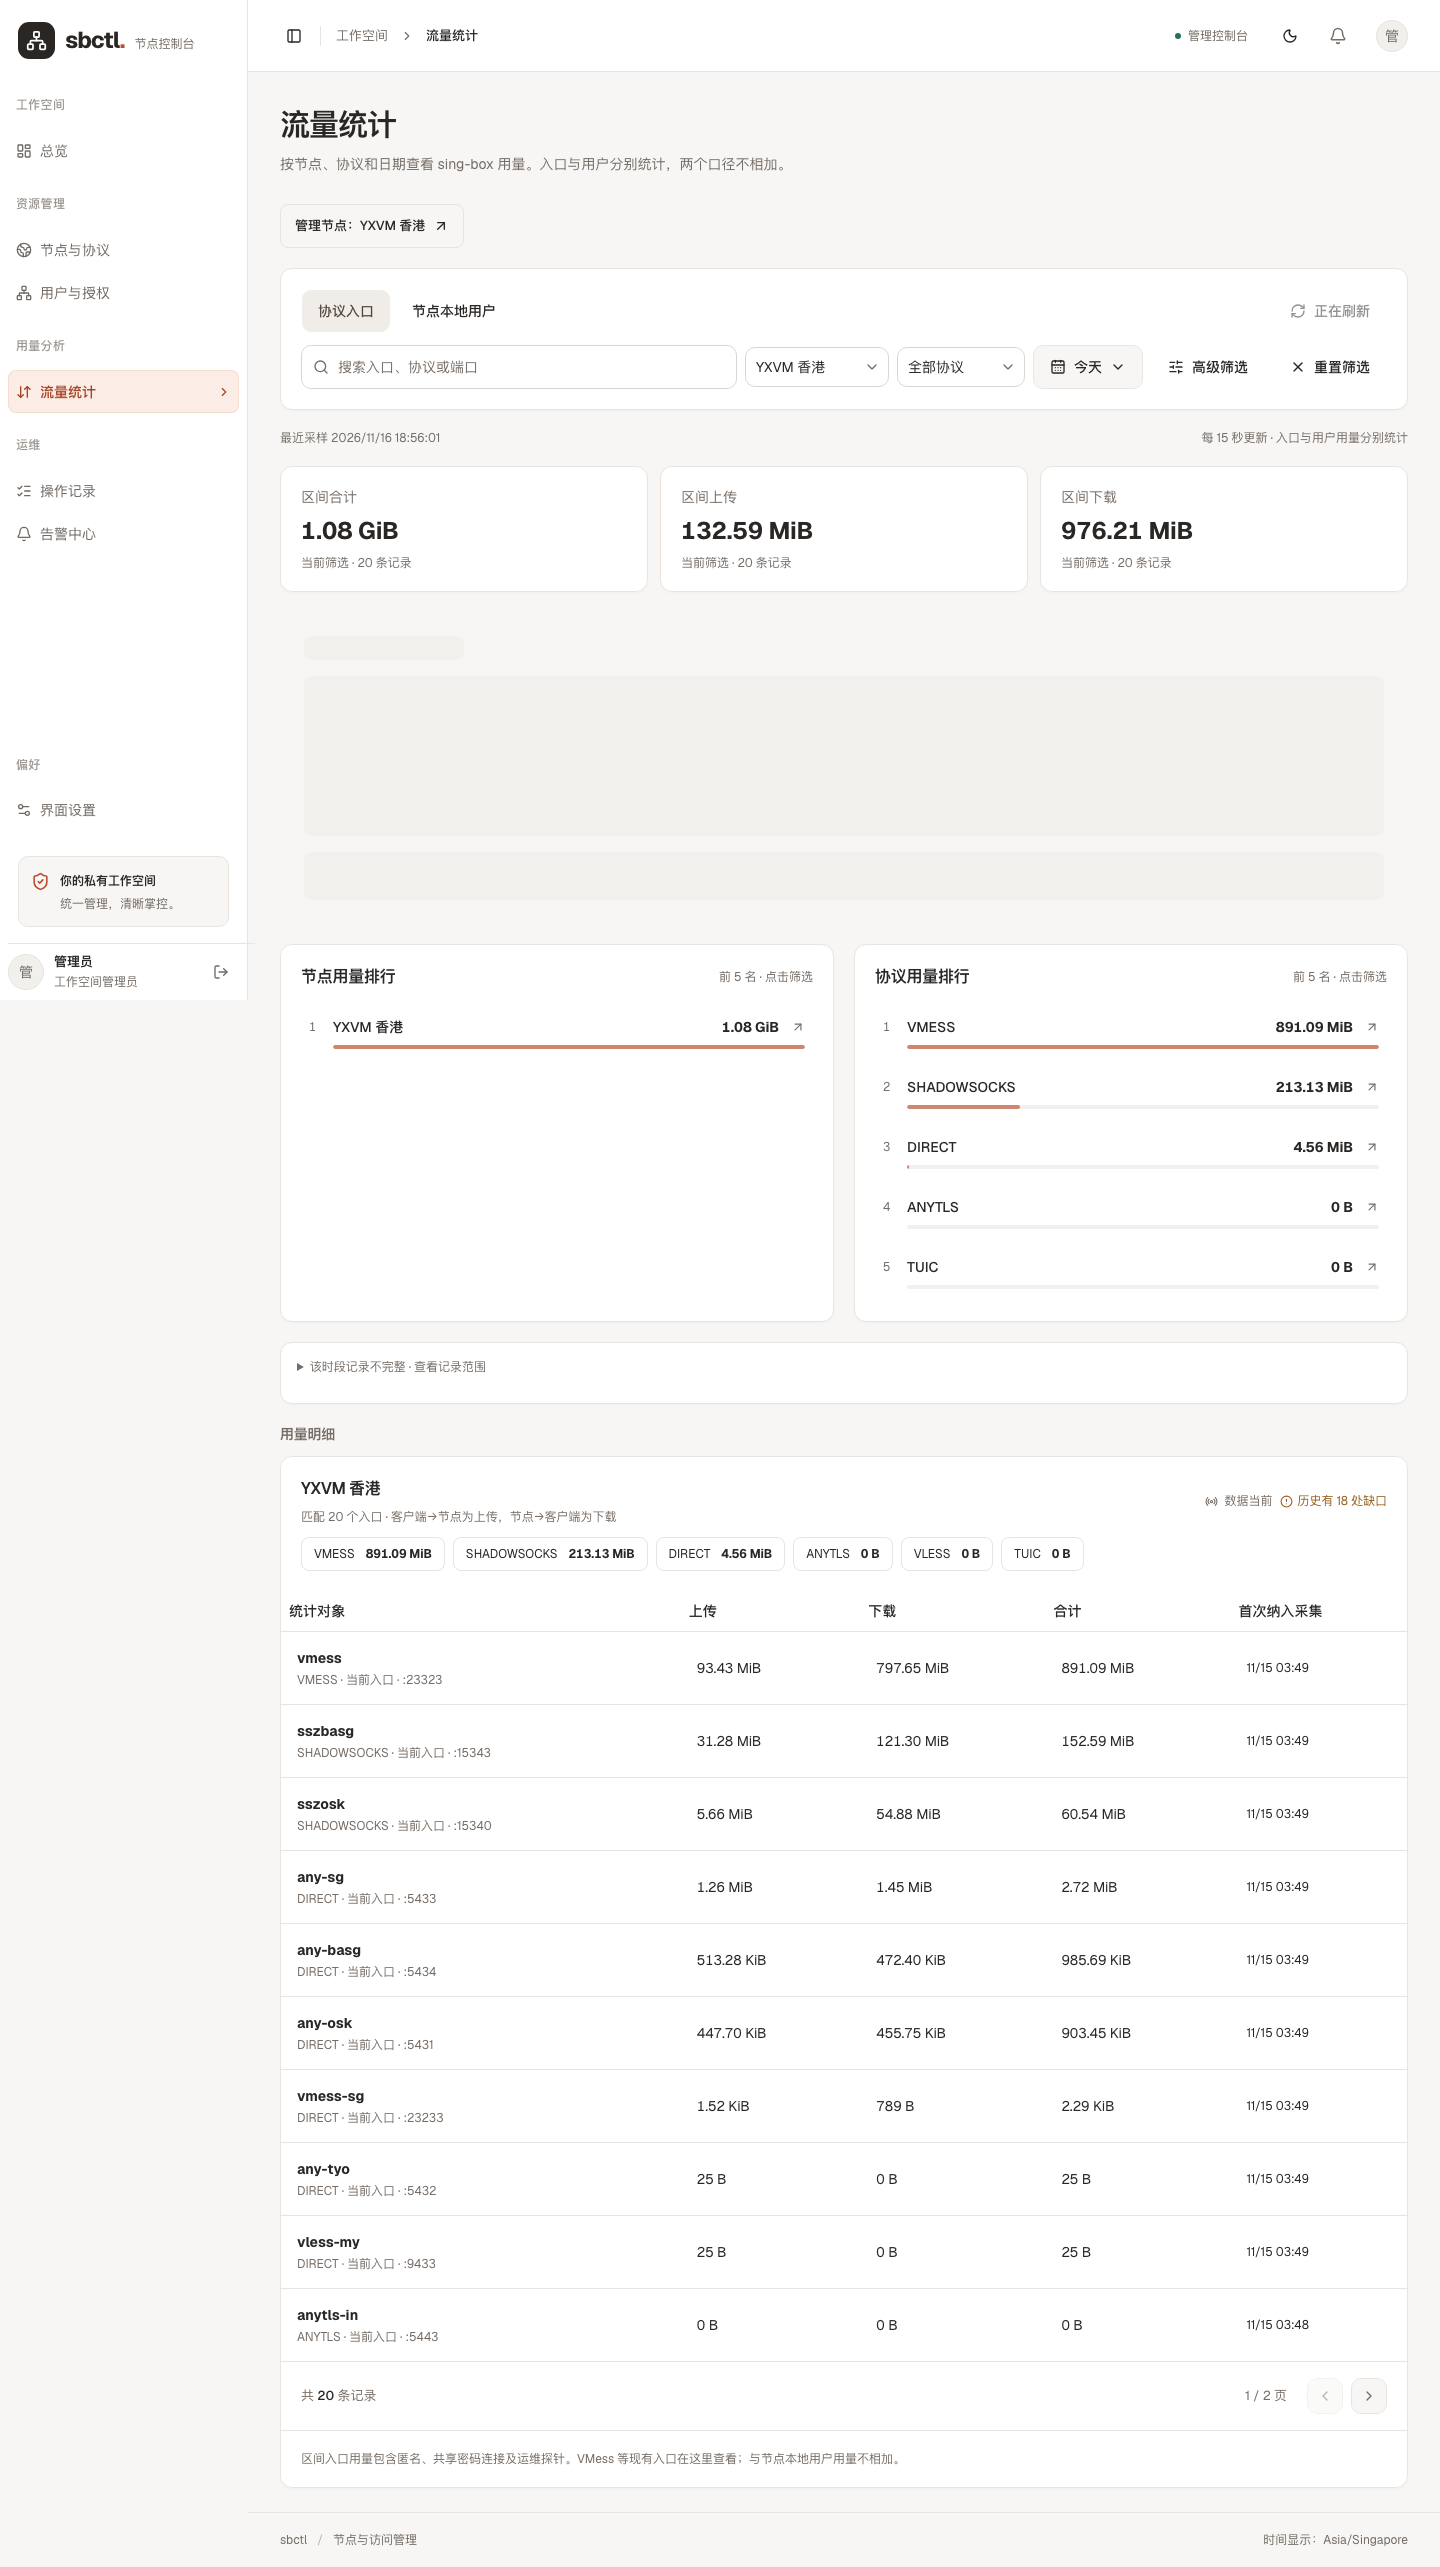 sbctl. 节点控制台
工作空间
总览
资源管理
节点与协议
用户与授权
用量分析
流量统计
运维
操作记录
告警中心
偏好
界面设置
你的私有工作空间
统一管理，清晰掌控。
管
管理员
工作空间管理员
工作空间 流量统计
管理控制台
管
流量统计
按节点、协议和日期查看 sing-box 用量。入口与用户分别统计，两个口径不相加。
管理节点：YXVM 香港
协议入口 节点本地用户
正在刷新
搜索入口、协议或端口
YXVM 香港
全部协议
今天
高级筛选
重置筛选
最近采样 2026/11/16 18:56:01
每 15 秒更新 · 入口与用户用量分别统计
区间合计
1.08 GiB
当前筛选 · 20 条记录
区间上传
132.59 MiB
当前筛选 · 20 条记录
区间下载
976.21 MiB
当前筛选 · 20 条记录
节点用量排行
前 5 名 · 点击筛选
1 YXVM 香港 1.08 GiB
协议用量排行
前 5 名 · 点击筛选
1 VMESS 891.09 MiB
2 SHADOWSOCKS 213.13 MiB
3 DIRECT 4.56 MiB
4 ANYTLS 0 B
5 TUIC 0 B
该时段记录不完整 · 查看记录范围
用量明细
YXVM 香港
匹配 20 个入口 · 客户端→节点为上传，节点→客户端为下载
数据当前 历史有 18 处缺口
VMESS 891.09 MiB
SHADOWSOCKS 213.13 MiB
DIRECT 4.56 MiB
ANYTLS 0 B
VLESS 0 B
TUIC 0 B
统计对象 上传 下载 合计 首次纳入采集
vmess
VMESS · 当前入口 · :23323
93.43 MiB 797.65 MiB 891.09 MiB 11/15 03:49
sszbasg
SHADOWSOCKS · 当前入口 · :15343
31.28 MiB 121.30 MiB 152.59 MiB 11/15 03:49
sszosk
SHADOWSOCKS · 当前入口 · :15340
5.66 MiB 54.88 MiB 60.54 MiB 11/15 03:49
any-sg
DIRECT · 当前入口 · :5433
1.26 MiB 1.45 MiB 2.72 MiB 11/15 03:49
any-basg
DIRECT · 当前入口 · :5434
513.28 KiB 472.40 KiB 985.69 KiB 11/15 03:49
any-osk
DIRECT · 当前入口 · :5431
447.70 KiB 455.75 KiB 903.45 KiB 11/15 03:49
vmess-sg
DIRECT · 当前入口 · :23233
1.52 KiB 789 B 2.29 KiB 11/15 03:49
any-tyo
DIRECT · 当前入口 · :5432
25 B 0 B 25 B 11/15 03:49
vless-my
DIRECT · 当前入口 · :9433
25 B 0 B 25 B 11/15 03:49
anytls-in
ANYTLS · 当前入口 · :5443
0 B 0 B 0 B 11/15 03:48
共 20 条记录
1 / 2 页
区间入口用量包含匿名、共享密码连接及运维探针。VMess 等现有入口在这里查看；与节点本地用户用量不相加。
sbctl / 节点与访问管理
时间显示：Asia/Singapore